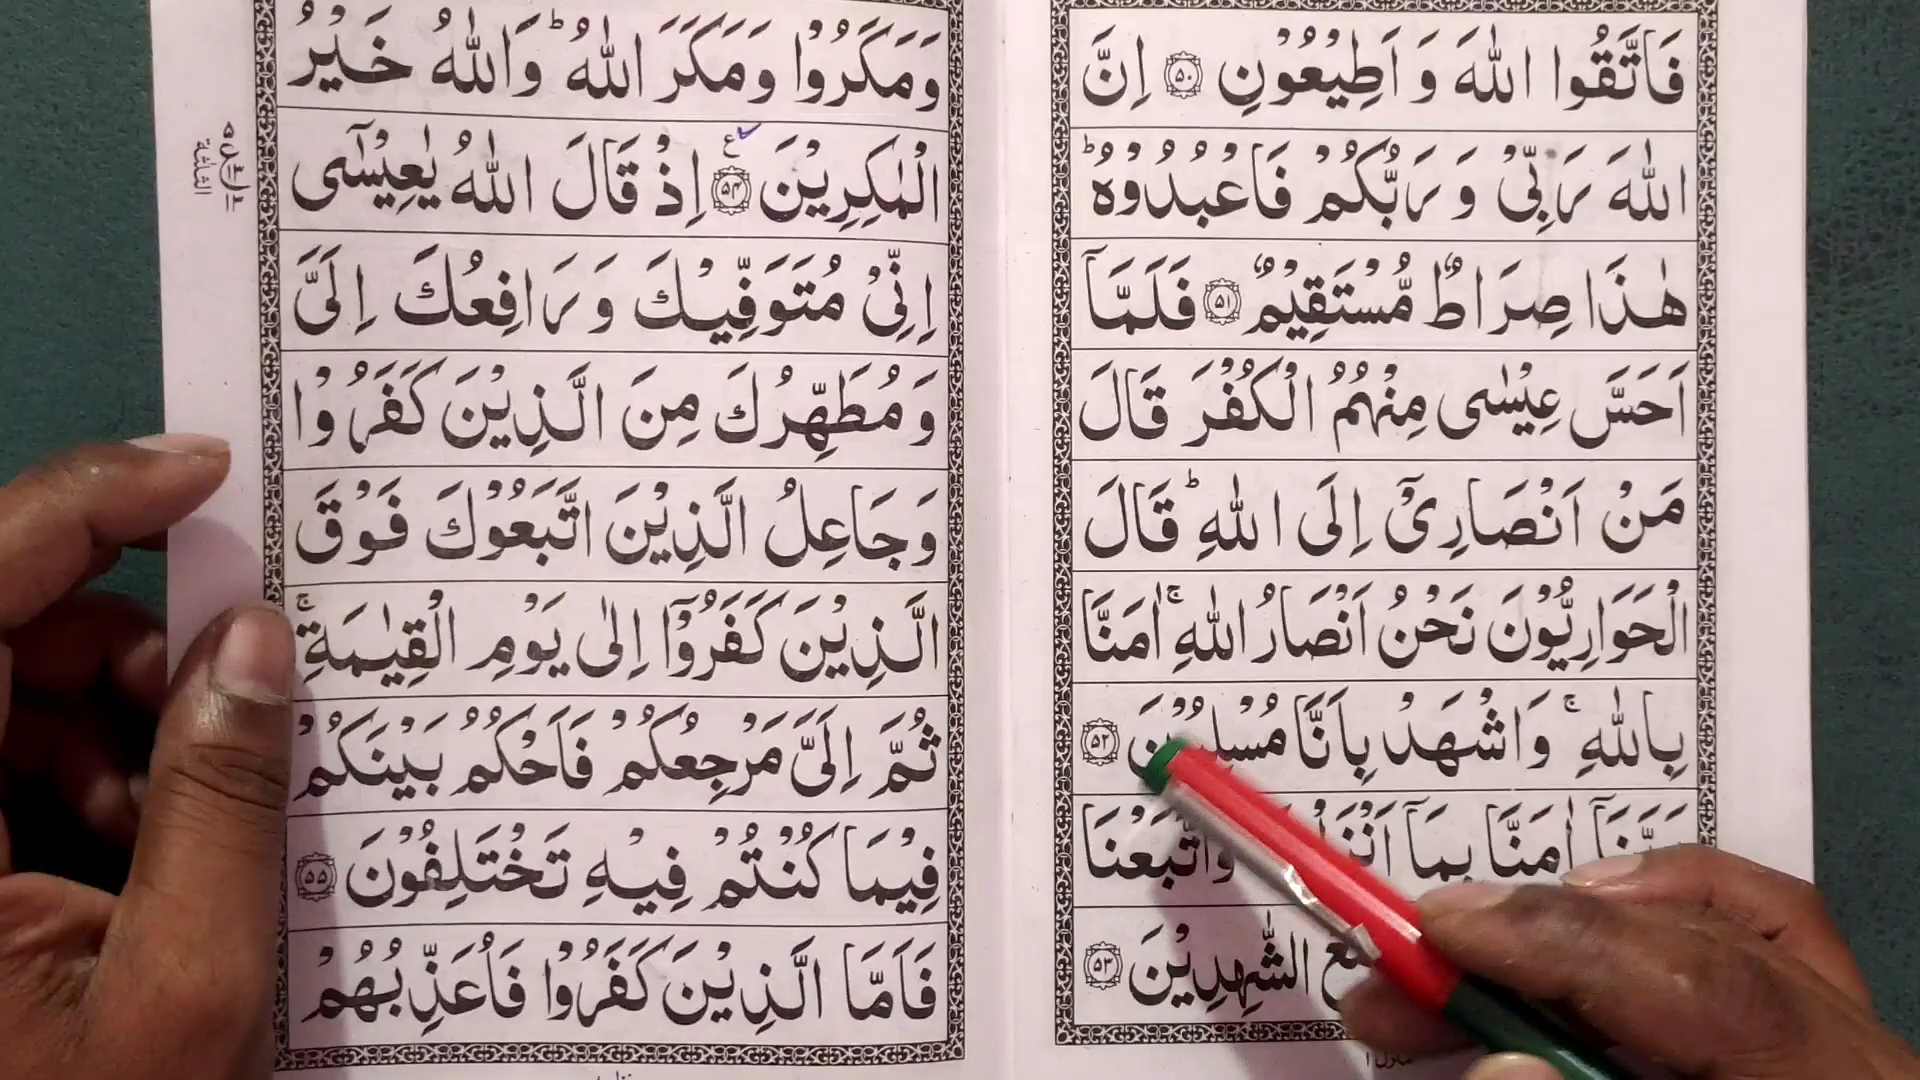 فَاتَّقُوا اللّٰهَ وَ اَطِيْعُوْنِ ۝۵۰ اِنَّ
اللّٰهَ رَبِّىْ وَ رَبُّكُمْ فَاعْبُدُوْهُ ؕ
هٰذَا صِرَاطٌ مُّسْتَقِيْمٌ ۝۵۱ فَلَمَّاۤ
اَحَسَّ عِيْسٰى مِنْهُمُ الْكُفْرَ قَالَ
مَنْ اَنْصَارِىْۤ اِلَى اللّٰهِ ؕ قَالَ
الْحَوَارِيُّوْنَ نَحْنُ اَنْصَارُ اللّٰهِ ۚ اٰمَنَّا
بِاللّٰهِ ۚ وَاشْهَدْ بِاَنَّا مُسْلِمُوْنَ ۝۵۲
رَبَّنَاۤ اٰمَنَّا بِمَاۤ وَاتَّبَعْنَا
الشّٰهِدِيْنَ ۝۵۳
وَمَكَرُوْا وَمَكَرَ اللّٰهُ ؕ وَاللّٰهُ خَيْرُ
الْمٰكِرِيْنَ ۝۵۴ ع اِذْ قَالَ اللّٰهُ يٰعِيْسٰۤى
اِنِّىْ مُتَوَفِّيْكَ وَ رَافِعُكَ اِلَىَّ
وَ مُطَهِّرُكَ مِنَ الَّذِيْنَ كَفَرُوْا
وَ جَاعِلُ الَّذِيْنَ اتَّبَعُوْكَ فَوْقَ
الَّذِيْنَ كَفَرُوْۤا اِلٰى يَوْمِ الْقِيٰمَةِ ۚ
ثُمَّ اِلَىَّ مَرْجِعُكُمْ فَاَحْكُمُ بَيْنَكُمْ
فِيْمَا كُنْتُمْ فِيْهِ تَخْتَلِفُوْنَ ۝۵۵
فَاَمَّا الَّذِيْنَ كَفَرُوْا فَاُعَذِّبُهُمْ